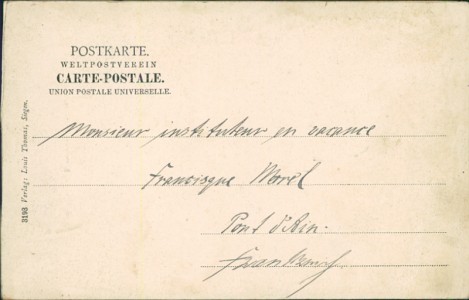 POSTKARTE.
WELTPOSTVEREIN
CARTE-POSTALE.
UNION POSTALE UNIVERSELLE.
Monsieur instituteur en vacance
Francisque Morel
Pont d'Ain.
Frankreich
3192 Verlag: Louis Thomas, Siegen.